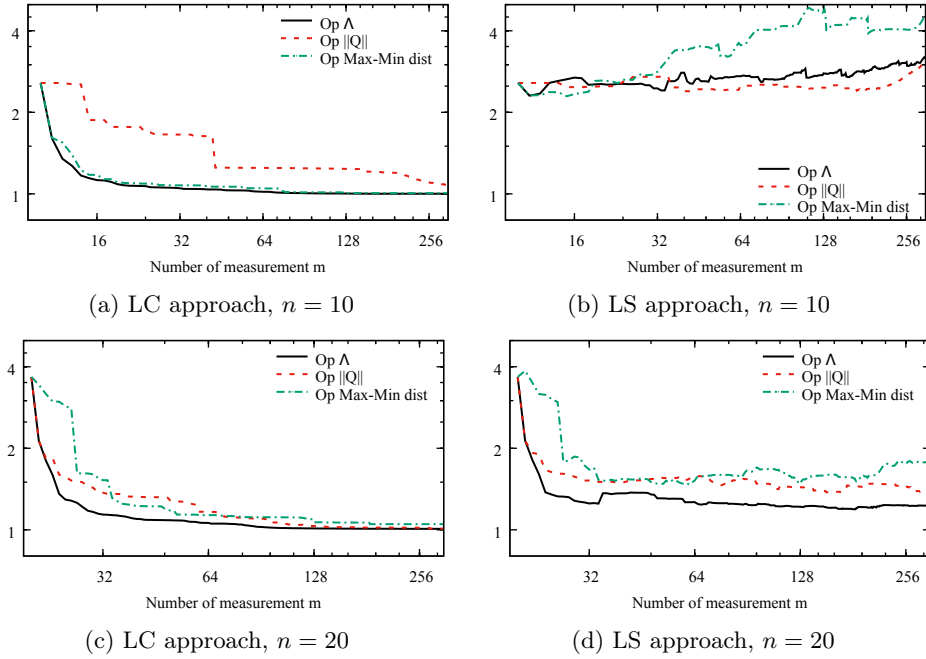 Op Λ
Op ||Q||
Op Max-Min dist
4
2
1
16 32 64 128 256
Number of measurement m
(a) LC approach, n = 10
4
2
1
Op Λ
Op ||Q||
Op Max-Min dist
16 32 64 128 256
Number of measurement m
(b) LS approach, n = 10
Op Λ
Op ||Q||
Op Max-Min dist
4
2
1
32 64 128 256
Number of measurement m
(c) LC approach, n = 20
Op Λ
Op ||Q||
Op Max-Min dist
4
2
1
32 64 128 256
Number of measurement m
(d) LS approach, n = 20